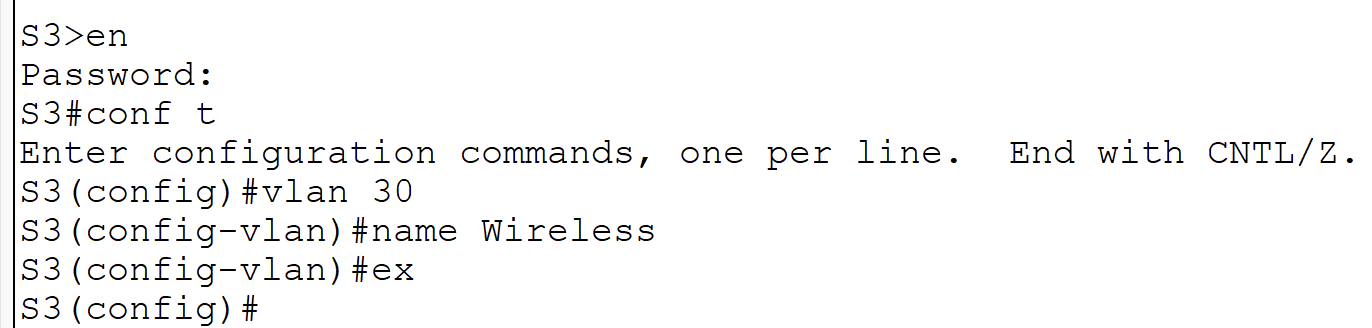 S3>en
Password:
S3#conf t
Enter configuration commands, one per line.  End with CNTL/Z.
S3(config)#vlan 30
S3(config-vlan)#name Wireless
S3(config-vlan)#ex
S3(config)#